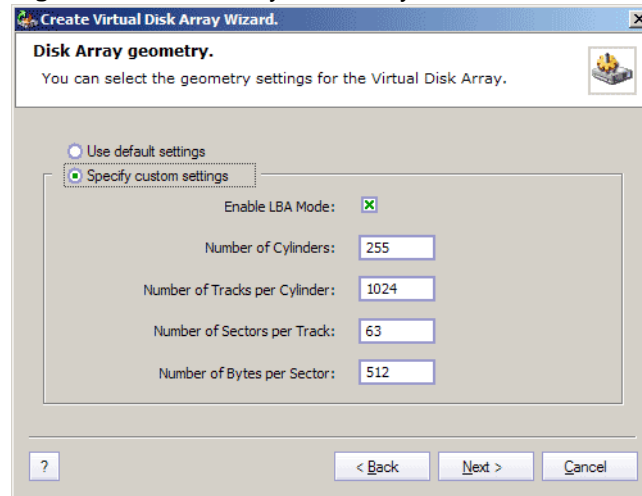 Create Virtual Disk Array Wizard.
Disk Array geometry.
You can select the geometry settings for the Virtual Disk Array.
Use default settings
Specify custom settings
Enable LBA Mode:
Number of Cylinders: 255
Number of Tracks per Cylinder: 1024
Number of Sectors per Track: 63
Number of Bytes per Sector: 512
? < Back Next > Cancel